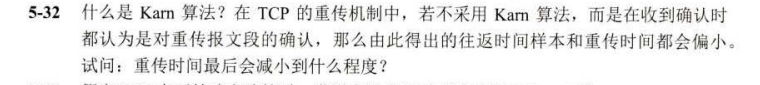 5-32 什么是 Karn 算法？在 TCP 的重传机制中，若不采用 Karn 算法，而是在收到确认时
都认为是对重传报文段的确认，那么由此得出的往返时间样本和重传时间都会偏小。
试问：重传时间最后会减小到什么程度？